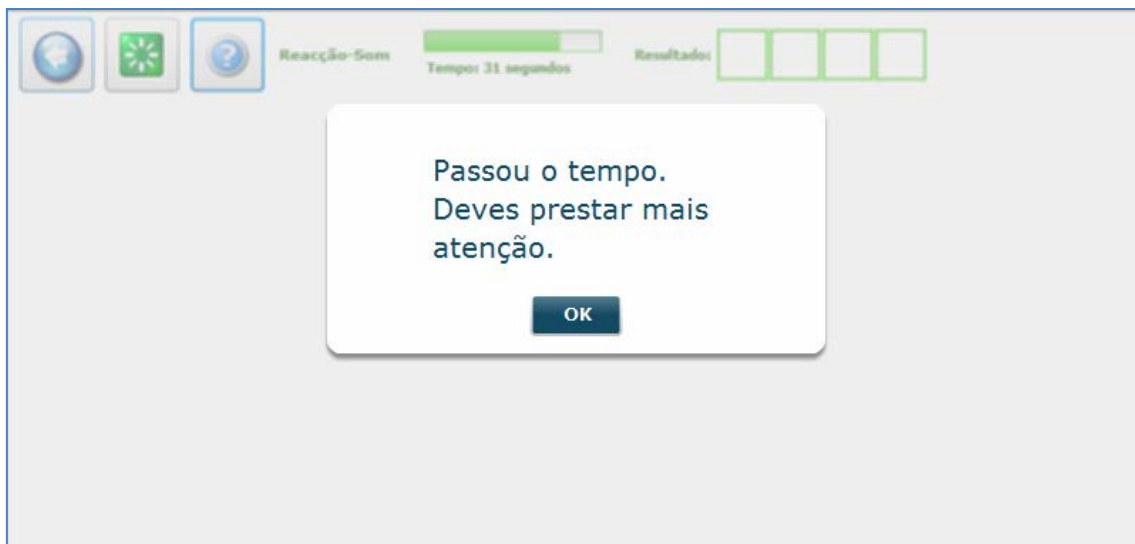 Reacção-Som
Tempo: 31 segundos
Resultado:
Passou o tempo.
Deves prestar mais
atenção.
OK